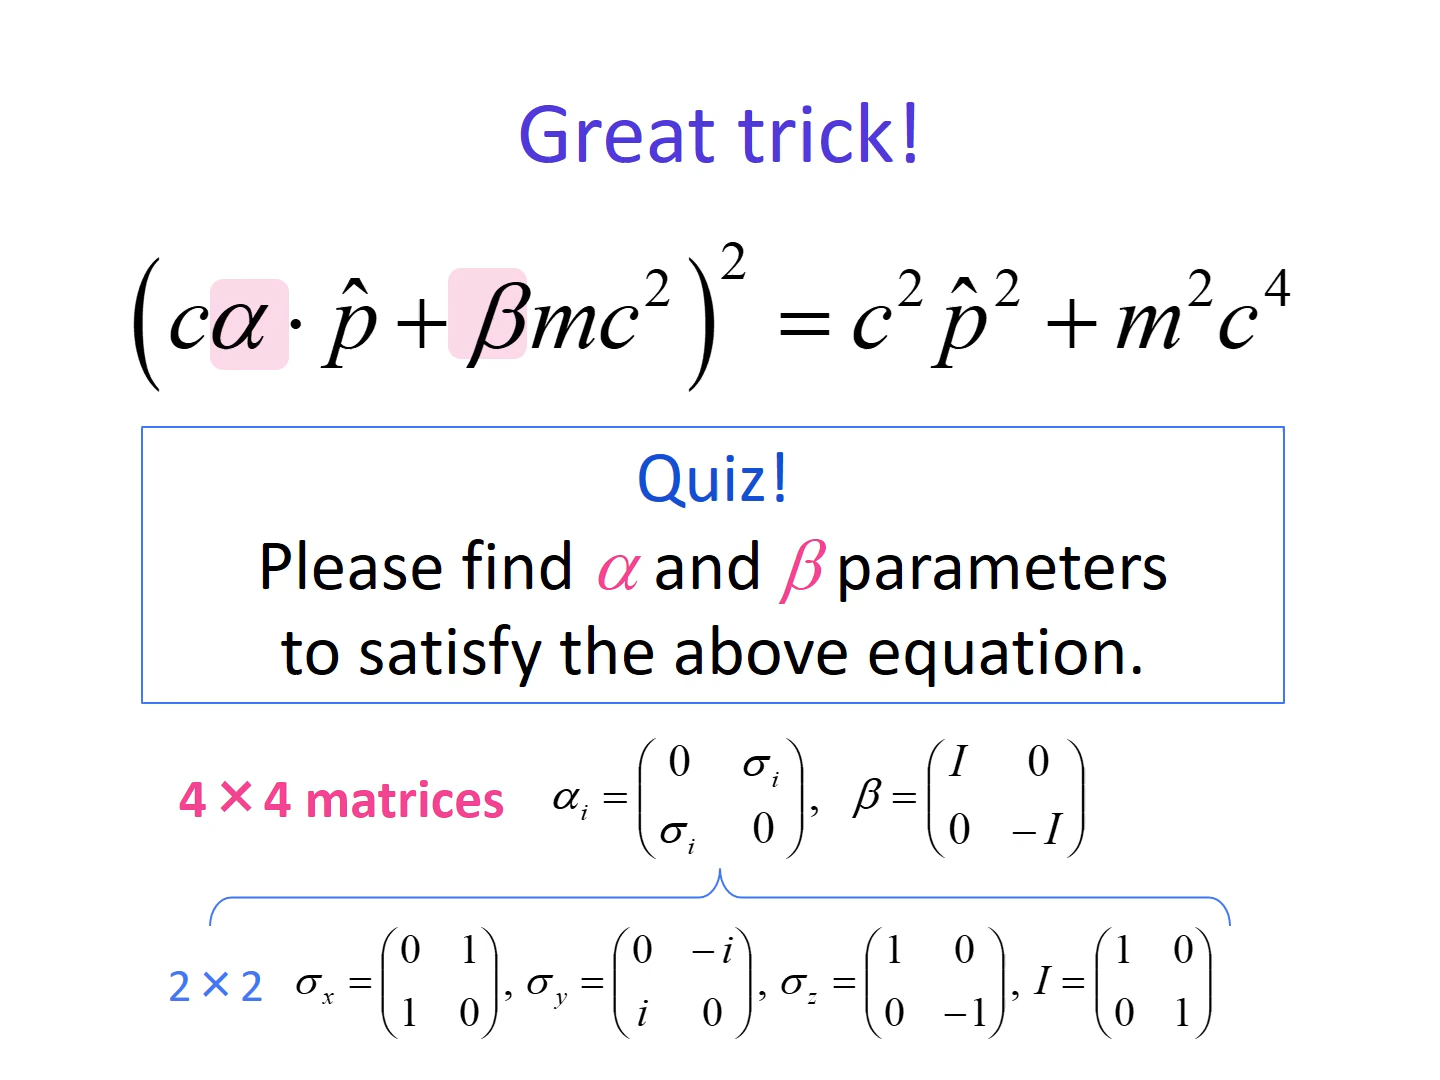 Great trick!
(cα · p̂ + βmc²)² = c²p̂² + m²c⁴
Quiz!
Please find α and β parameters
to satisfy the above equation.
4×4 matrices αᵢ = (0 σᵢ; σᵢ 0), β = (I 0; 0 −I)
2×2 σₓ = (0 1; 1 0), σ_y = (0 −i; i 0), σ_z = (1 0; 0 −1), I = (1 0; 0 1)